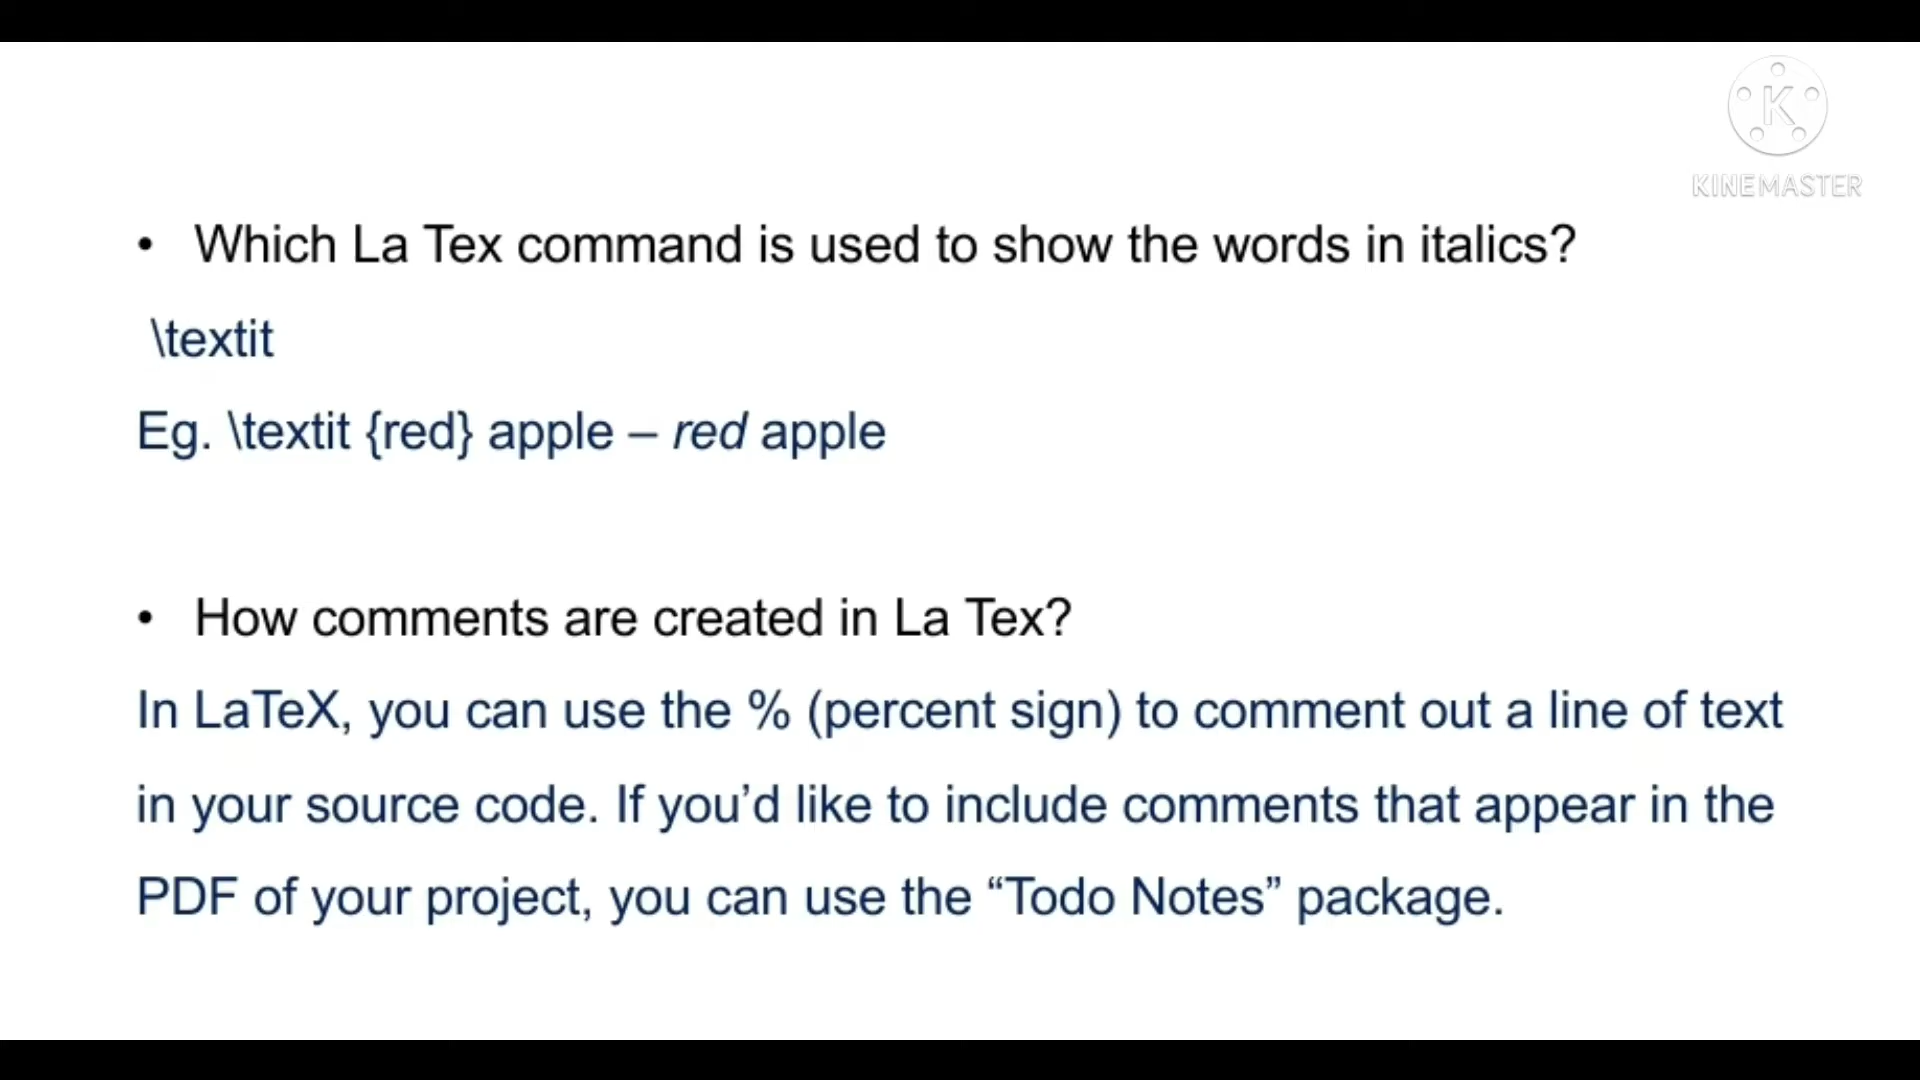 K
KINEMASTER
• Which La Tex command is used to show the words in italics?
\textit
Eg. \textit {red} apple – red apple
• How comments are created in La Tex?
In LaTeX, you can use the % (percent sign) to comment out a line of text
in your source code. If you’d like to include comments that appear in the
PDF of your project, you can use the “Todo Notes” package.